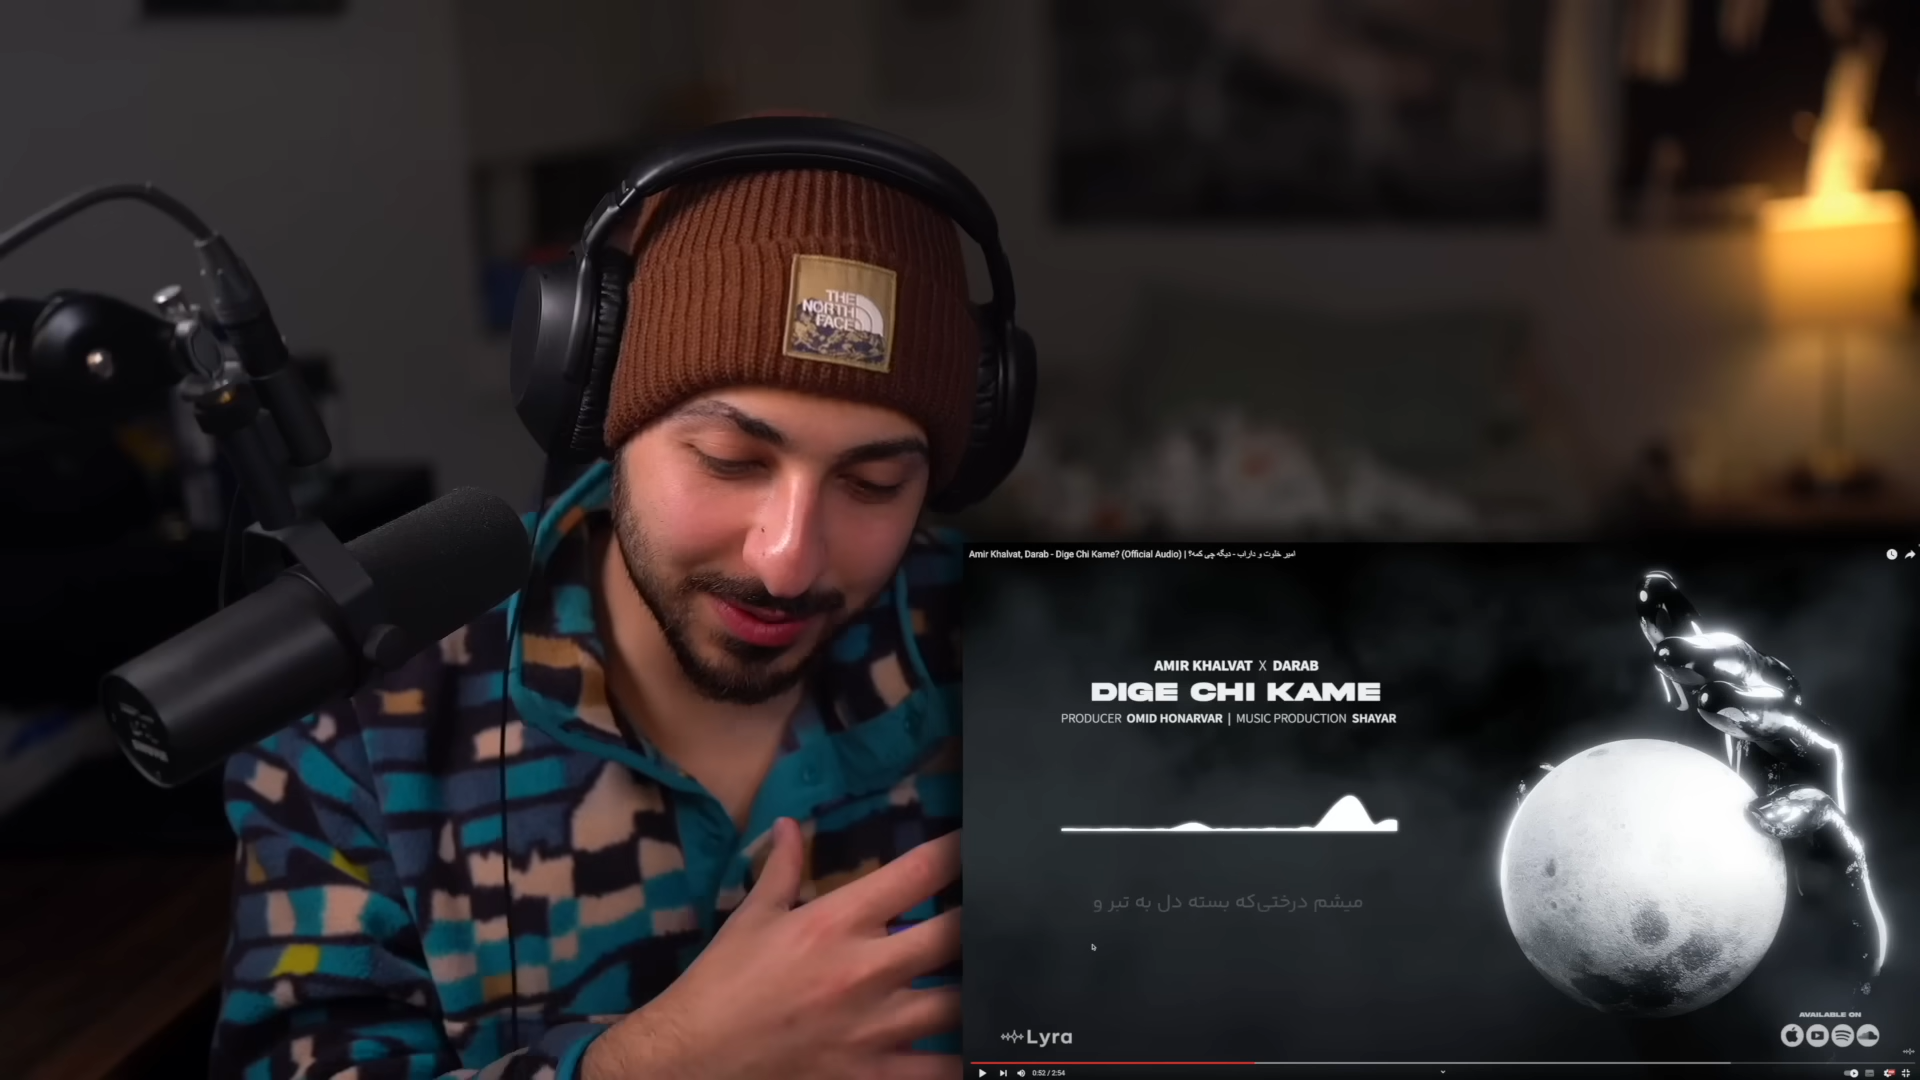 THE
NORTH
FACE
Amir Khalvat, Darab - Dige Chi Kame? (Official Audio) | امیر خلوت و داراب - دیگه چی کمه؟
AMIR KHALVAT X DARAB
DIGE CHI KAME
PRODUCER OMID HONARVAR | MUSIC PRODUCTION SHAYAR
میشم درختی‌که بسته دل به تبر و
Lyra
AVAILABLE ON
0:52 / 2:54